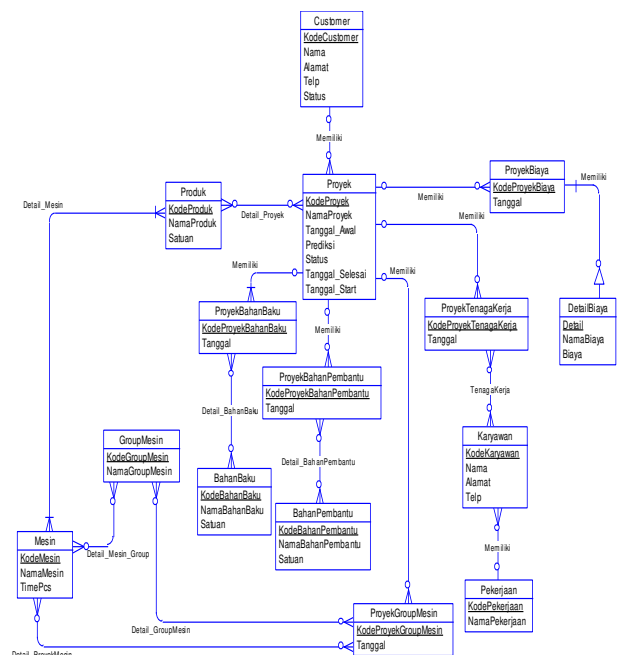 Customer
KodeCustomer
Nama
Alamat
Telp
Status
Memiliki
Proyek
KodeProyek
NamaProyek
Tanggal_Awal
Prediksi
Status
Tanggal_Selesai
Tanggal_Start
Produk
KodeProduk
NamaProduk
Satuan
Detail_Mesin
Detail_Proyek
ProyekBiaya
KodeProyekBiaya
Tanggal
Memiliki
Memiliki
Memiliki
DetailBiaya
Detail
NamaBiaya
Biaya
Memiliki
Memiliki
ProyekBahanBaku
KodeProyekBahanBaku
Tanggal
Memiliki
ProyekTenagaKerja
KodeProyekTenagaKerja
Tanggal
ProyekBahanPembantu
KodeProyekBahanPembantu
Tanggal
TenagaKerja
Detail_BahanBaku
GroupMesin
KodeGroupMesin
NamaGroupMesin
Karyawan
KodeKaryawan
Nama
Alamat
Telp
Detail_BahanPembantu
BahanBaku
KodeBahanBaku
NamaBahanBaku
Satuan
BahanPembantu
KodeBahanPembantu
NamaBahanPembantu
Satuan
Mesin
KodeMesin
NamaMesin
TimePcs
Detail_Mesin_Group
Memiliki
Pekerjaan
KodePekerjaan
NamaPekerjaan
ProyekGroupMesin
KodeProyekGroupMesin
Tanggal
Detail_GroupMesin
Detail_ProyekMesin